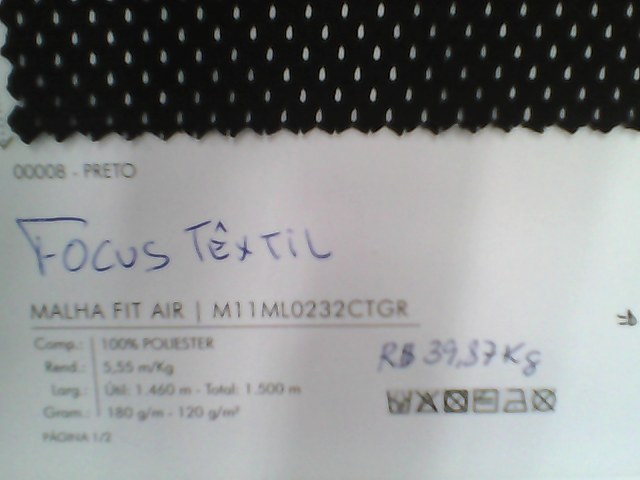 00008 - PRETO
FOCUS TÊXTIL
MALHA FIT AIR | M11ML0232CTGR
Comp.: 100% POLIESTER
Rend.: 5,55 m/Kg
Larg.: Útil: 1.460 m - Total: 1.500 m
Gram.: 180 g/m - 120 g/m²
R$ 39,37 Kg
PÁGINA 1/2